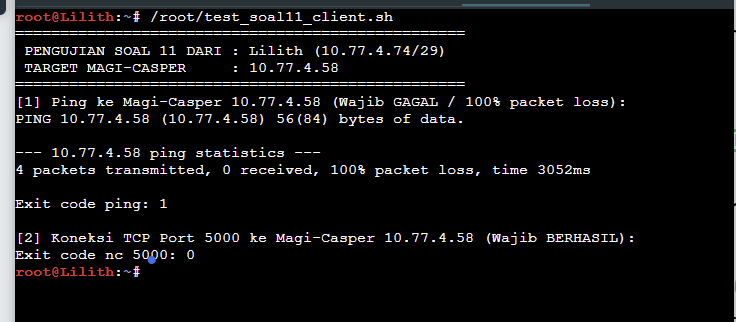 root@Lilith:~# /root/test_soal11_client.sh
======================================================
 PENGUJIAN SOAL 11 DARI : Lilith (10.77.4.74/29)
 TARGET MAGI-CASPER     : 10.77.4.58
======================================================
[1] Ping ke Magi-Casper 10.77.4.58 (Wajib GAGAL / 100% packet loss):
PING 10.77.4.58 (10.77.4.58) 56(84) bytes of data.

--- 10.77.4.58 ping statistics ---
4 packets transmitted, 0 received, 100% packet loss, time 3052ms

Exit code ping: 1

[2] Koneksi TCP Port 5000 ke Magi-Casper 10.77.4.58 (Wajib BERHASIL):
Exit code nc 5000: 0
root@Lilith:~#